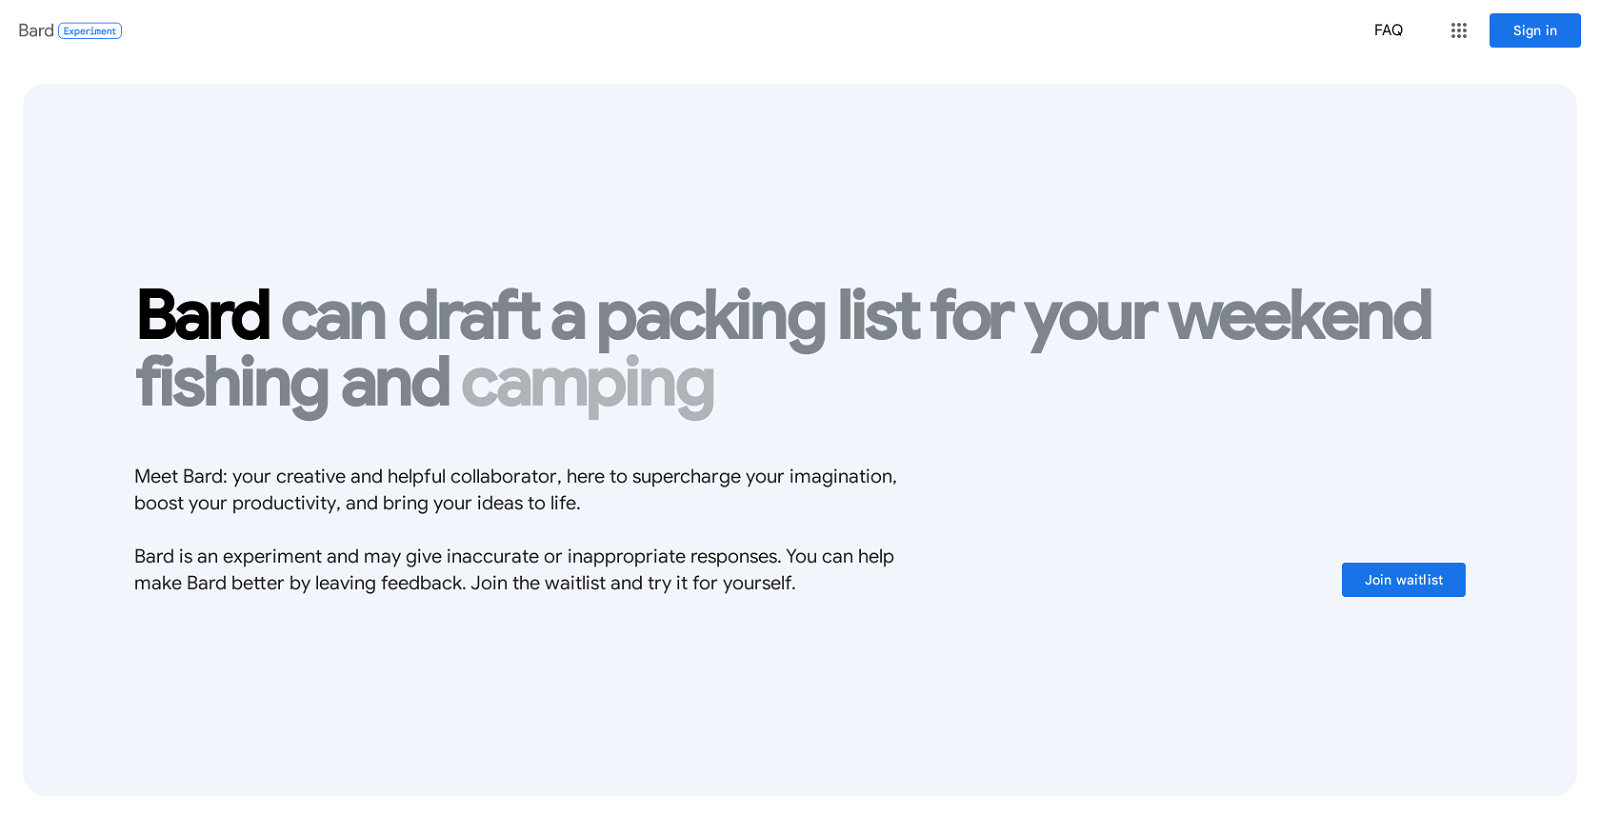 Bard Experiment
FAQ
Sign in
Bard can draft a packing list for your weekend
fishing and camping
Meet Bard: your creative and helpful collaborator, here to supercharge your imagination,
boost your productivity, and bring your ideas to life.
Bard is an experiment and may give inaccurate or inappropriate responses. You can help
make Bard better by leaving feedback. Join the waitlist and try it for yourself.
Join waitlist